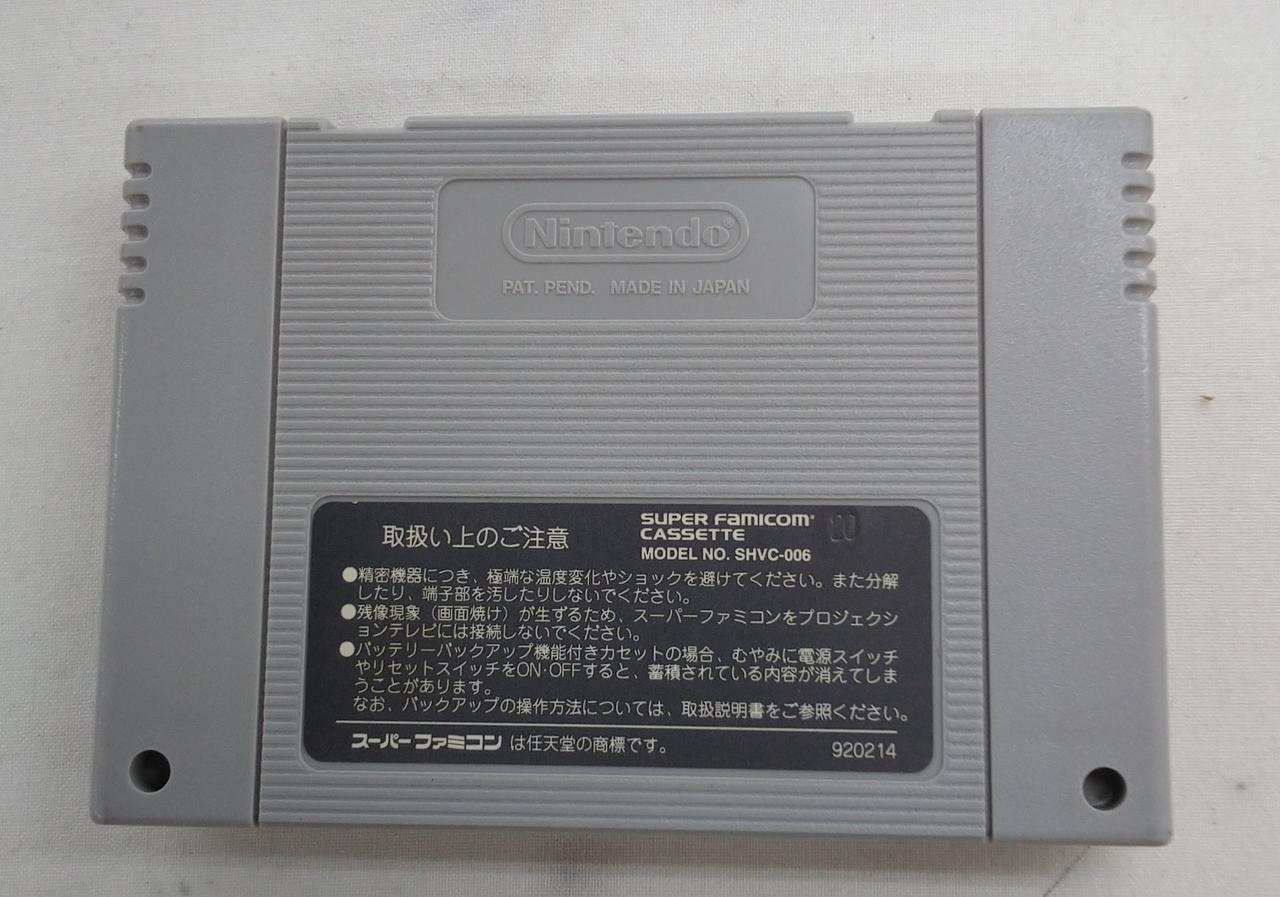 Nintendo®
PAT. PEND. MADE IN JAPAN
取扱い上のご注意
SUPER FAMICOM®
CASSETTE
MODEL NO. SHVC-006
20
●精密機器につき、極端な温度変化やショックを避けてください。また分解
したり、端子部を汚したりしないでください。
●残像現象（画面焼け）が生ずるため、スーパーファミコンをプロジェクシ
ョンテレビには接続しないでください。
●バッテリーバックアップ機能付きカセットの場合、むやみに電源スイッチ
やリセットスイッチをON·OFFすると、蓄積されている内容が消えてしま
うことがあります。
なお、バックアップの操作方法については、取扱説明書をご参照ください。
スーパーファミコン は任天堂の商標です。
920214